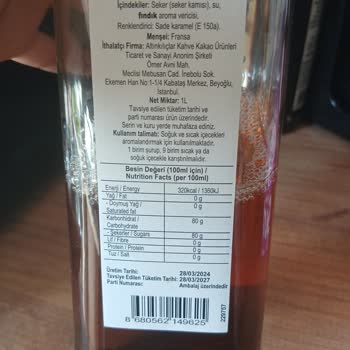 İçindekiler: Şeker (şeker kamısı), su,
fındık aroma vericisi,
Renklendirici: Sade karamel (E 150a).
Menşei: Fransa
İthalatçı Firma: Altınkılıçlar Kahve Kakao Ürünleri
Ticaret ve Sanayi Anonim Şirketi
Ömer Avni Mah.
Meclisi Mebusan Cad. İnebolu Sok.
Ekemen Han No:1-1/4 Kabataş Merkez, Beyoğlu,
İstanbul.
Net Miktar: 1L
Tavsiye edilen tüketim tarihi ve
parti numarası ürün üzerindedir.
Serin ve kuru yerde muhafaza ediniz.
Kullanım talimatı: Soğuk ve sıcak içecekleri
aromalandırmak için kullanılmaktadır.
1 birim şurup, 9 birim sıcak ya da
soğuk içecekle karıştırılmalıdır.
Besin Değeri (100ml için) /
Nutrition Facts (per 100ml)
Enerji / Energy 320kcal / 1360kJ
Yağ / Fat 0 g
- Doymuş Yağ / 0 g
Saturated fat
Karbonhidrat / 80 g
Carbohydrate
- Şekerler / Sugars 80 g
Lif / Fibre 0 g
Protein / Protein 0 g
Tuz / Salt 0 g
Üretim Tarihi: 28/03/2024
Tavsiye Edilen Tüketim Tarihi: 28/03/2027
Parti Numarası: Ambalaj üzerindedir
8 680562 149625